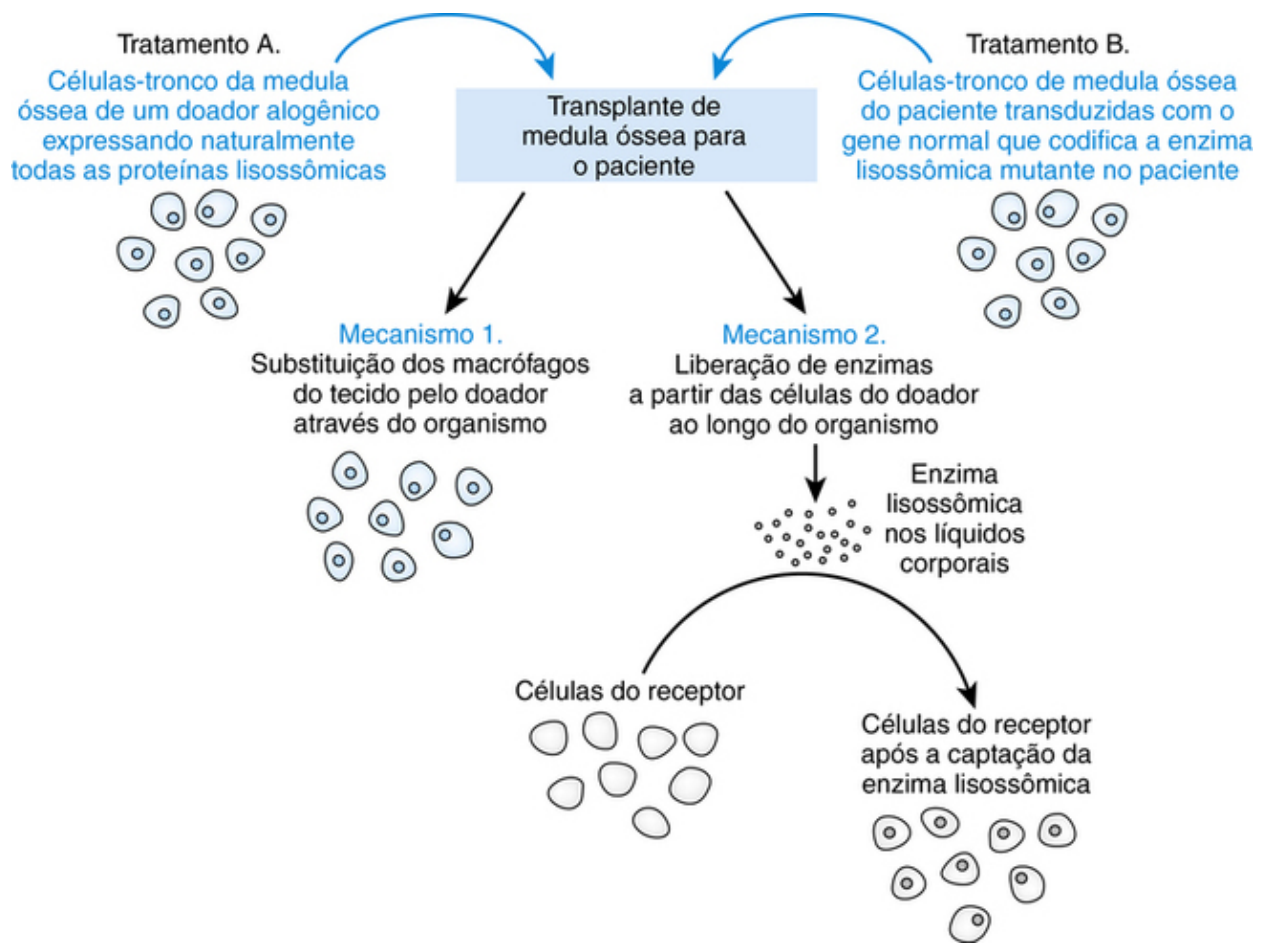 Tratamento A.
Células-tronco da medula
óssea de um doador alogênico
expressando naturalmente
todas as proteínas lisossômicas
Transplante de
medula óssea para
o paciente
Tratamento B.
Células-tronco de medula óssea
do paciente transduzidas com o
gene normal que codifica a enzima
lisossômica mutante no paciente
Mecanismo 1.
Substituição dos macrófagos
do tecido pelo doador
através do organismo
Mecanismo 2.
Liberação de enzimas
a partir das células do doador
ao longo do organismo
Enzima
lisossômica
nos líquidos
corporais
Células do receptor
Células do receptor
após a captação da
enzima lisossômica